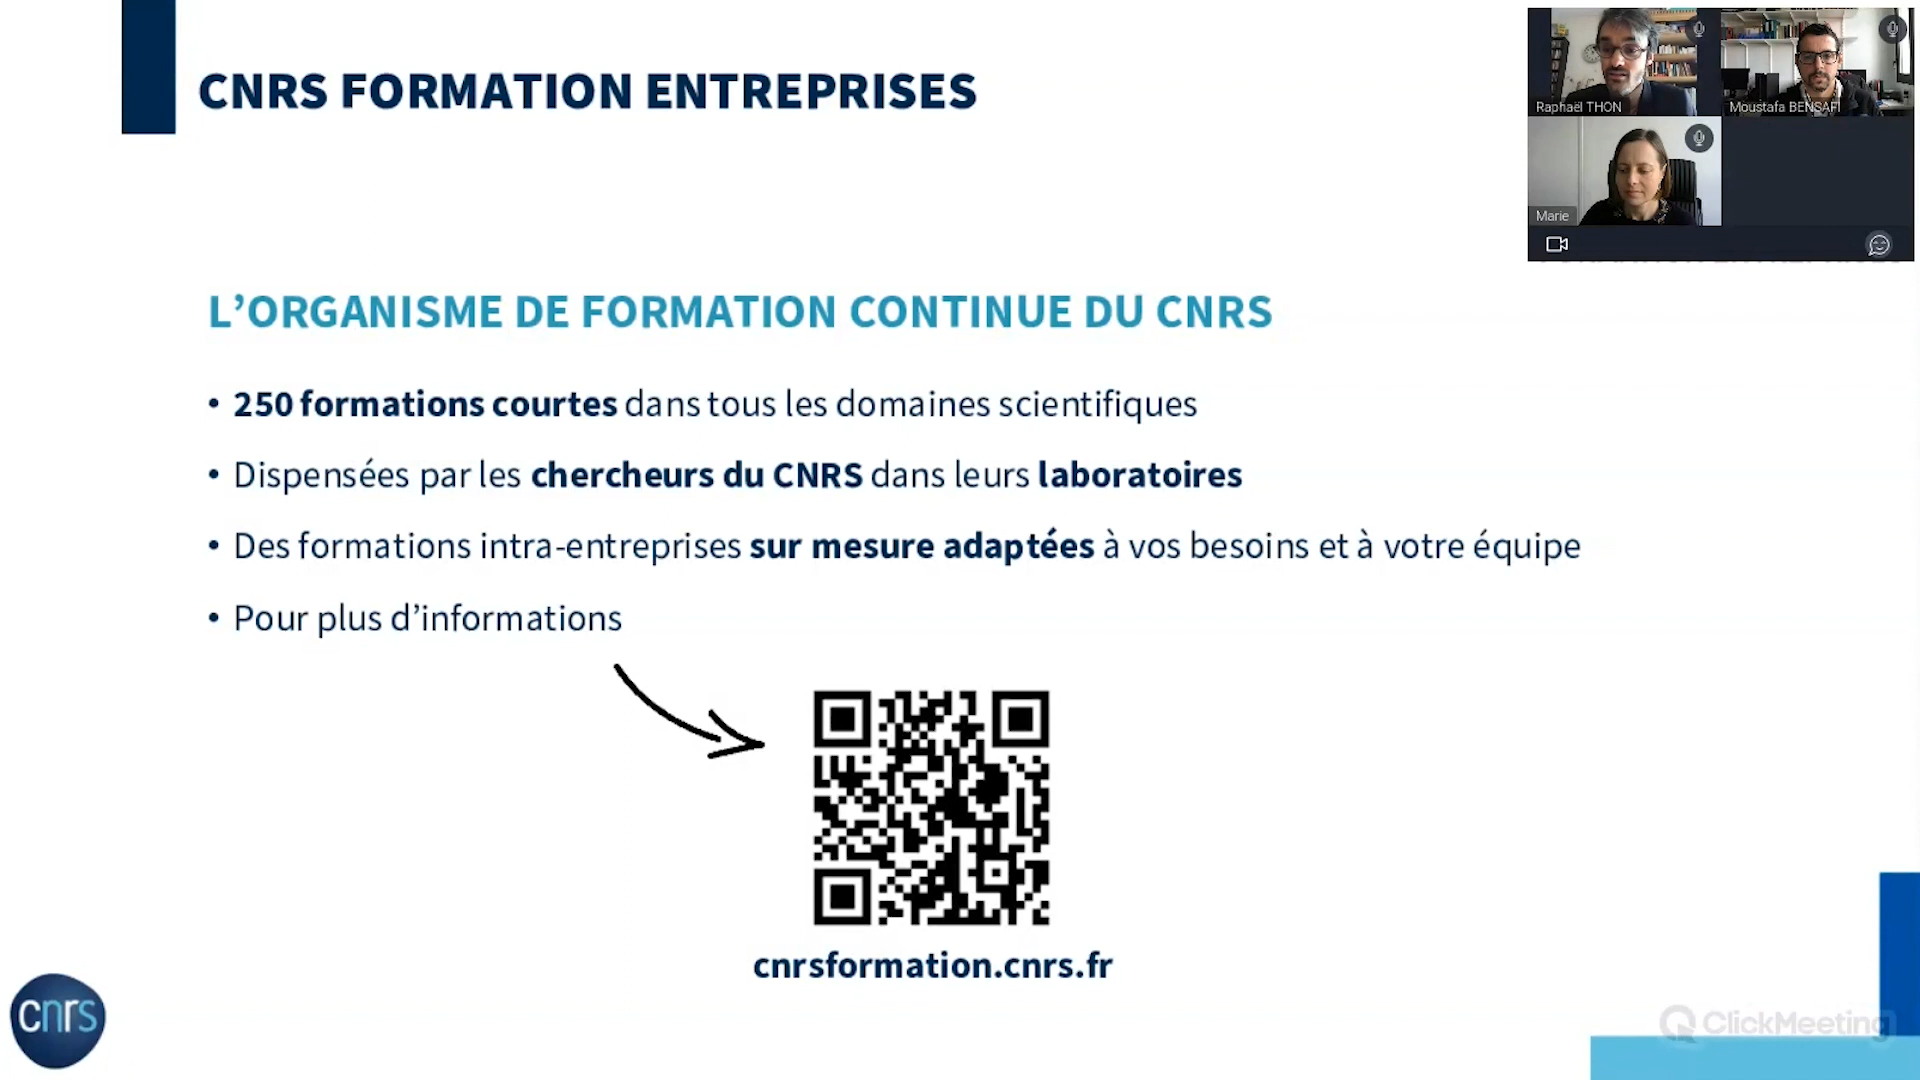 CNRS FORMATION ENTREPRISES
Raphaël THON
Moustafa BENSAFI
Marie
L’ORGANISME DE FORMATION CONTINUE DU CNRS
• 250 formations courtes dans tous les domaines scientifiques
• Dispensées par les chercheurs du CNRS dans leurs laboratoires
• Des formations intra-entreprises sur mesure adaptées à vos besoins et à votre équipe
• Pour plus d’informations
cnrsformation.cnrs.fr
cnrs
ClickMeeting